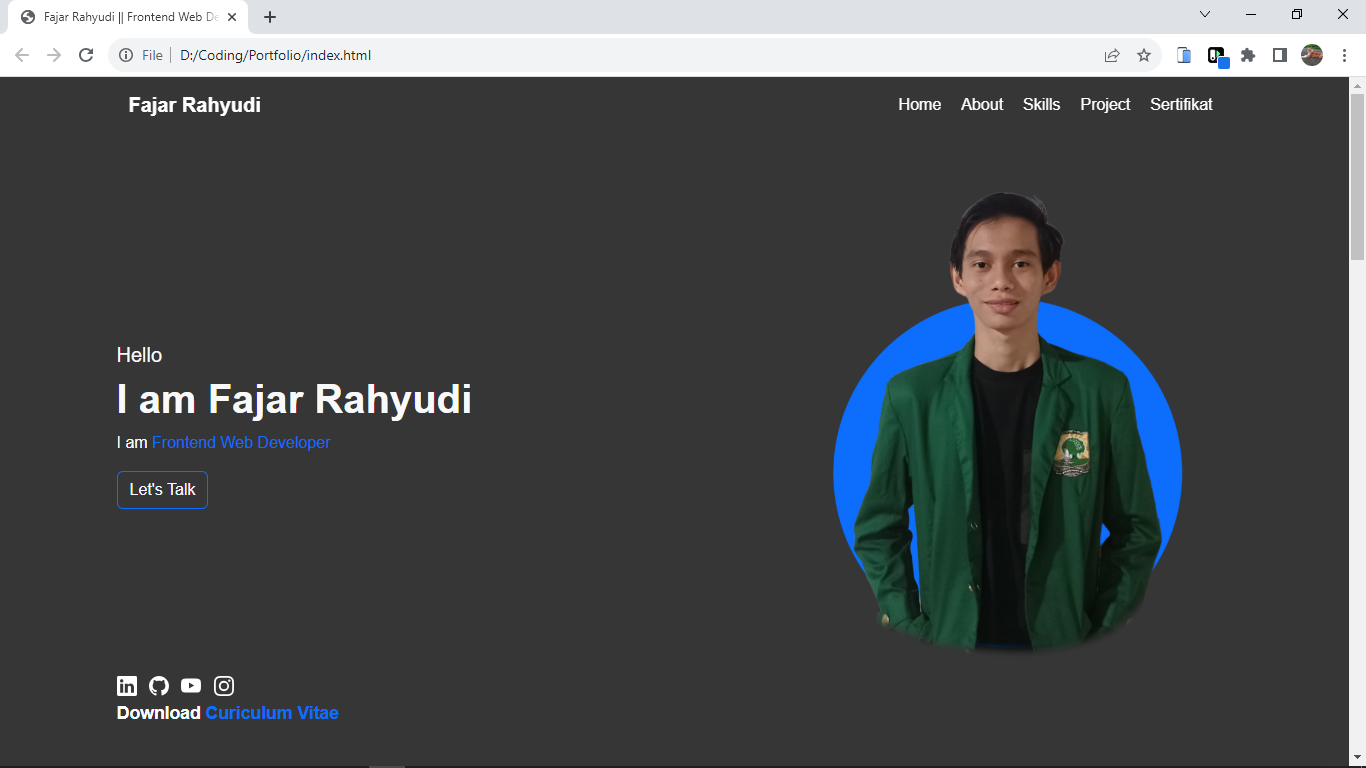 Fajar Rahyudi || Frontend Web De
File
D:/Coding/Portfolio/index.html
Fajar Rahyudi
Home About Skills Project Sertifikat
Hello
I am Fajar Rahyudi
I am Frontend Web Developer
Let's Talk
in
Download Curiculum Vitae